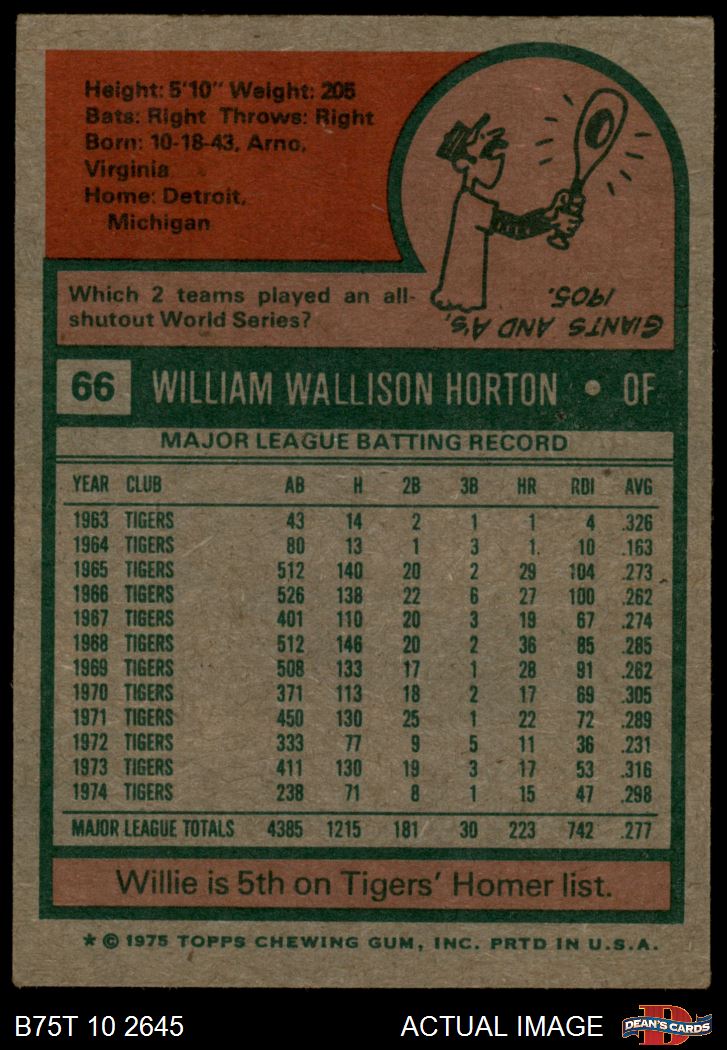 Height: 5'10" Weight: 205
Bats: Right Throws: Right
Born: 10-18-43, Arno,
Virginia
Home: Detroit,
Michigan
Which 2 teams played an all-
shutout World Series?
GIANTS AND A'S,
1905.
66 WILLIAM WALLISON HORTON • OF
MAJOR LEAGUE BATTING RECORD
YEAR CLUB AB H 2B 3B HR RDI AVG
1963 TIGERS 43 14 2 1 1 4 .326
1964 TIGERS 80 13 1 3 1. 10 .163
1965 TIGERS 512 140 20 2 29 104 .273
1966 TIGERS 526 138 22 6 27 100 .262
1967 TIGERS 401 110 20 3 19 67 .274
1968 TIGERS 512 146 20 2 36 85 .285
1969 TIGERS 508 133 17 1 28 91 .262
1970 TIGERS 371 113 18 2 17 69 .305
1971 TIGERS 450 130 25 1 22 72 .289
1972 TIGERS 333 77 9 5 11 36 .231
1973 TIGERS 411 130 19 3 17 53 .316
1974 TIGERS 238 71 8 1 15 47 .298
MAJOR LEAGUE TOTALS 4385 1215 181 30 223 742 .277
Willie is 5th on Tigers' Homer list.
* © 1975 TOPPS CHEWING GUM, INC. PRTD IN U.S.A.
B75T 10 2645 ACTUAL IMAGE D DEAN'S CARDS